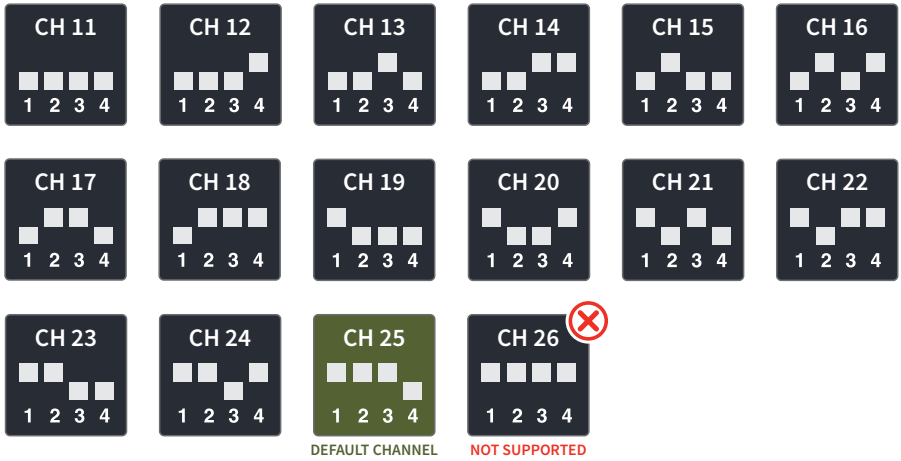 CH 11 CH 12 CH 13 CH 14 CH 15 CH 16
1 2 3 4 1 2 3 4 1 2 3 4 1 2 3 4 1 2 3 4 1 2 3 4
CH 17 CH 18 CH 19 CH 20 CH 21 CH 22
1 2 3 4 1 2 3 4 1 2 3 4 1 2 3 4 1 2 3 4 1 2 3 4
CH 23 CH 24 CH 25 CH 26
1 2 3 4 1 2 3 4 1 2 3 4 1 2 3 4
DEFAULT CHANNEL NOT SUPPORTED